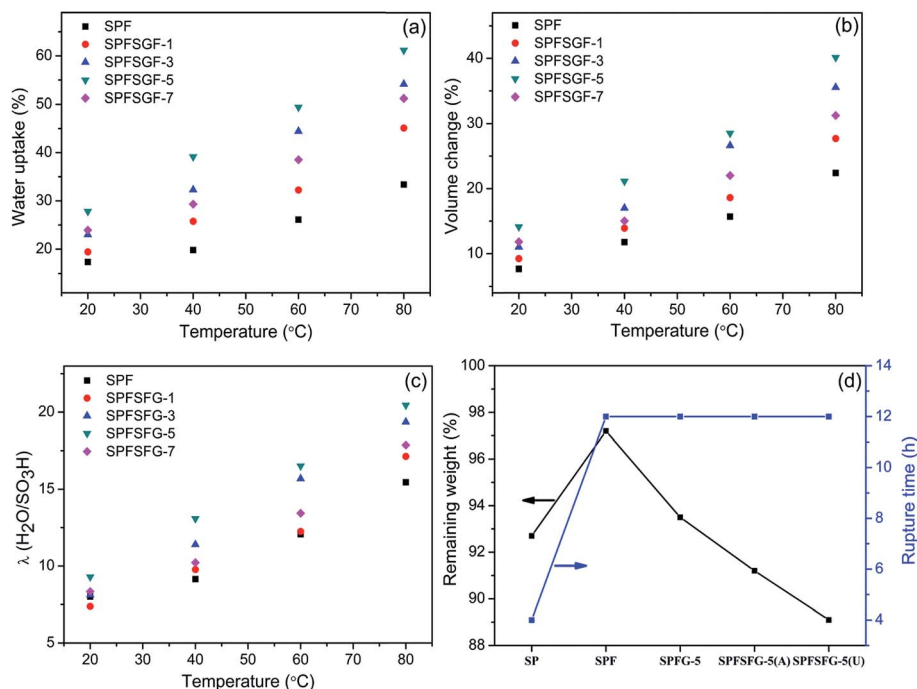 (a)
SPF
SPFSGF-1
SPFSGF-3
SPFSGF-5
SPFSGF-7
Water uptake (%)
60
50
40
30
20
20 30 40 50 60 70 80
Temperature (°C)
(b)
SPF
SPFSGF-1
SPFSGF-3
SPFSGF-5
SPFSGF-7
Volume change (%)
40
30
20
10
20 30 40 50 60 70 80
Temperature (°C)
(c)
SPF
SPFSFG-1
SPFSFG-3
SPFSFG-5
SPFSFG-7
λ (H₂O/SO₃H)
20
15
10
5
20 30 40 50 60 70 80
Temperature (°C)
(d)
Remaining weight (%)
100
98
96
94
92
90
88
Rupture time (h)
14
12
10
8
6
4
SP SPF SPFG-5 SPFSFG-5(A) SPFSFG-5(U)